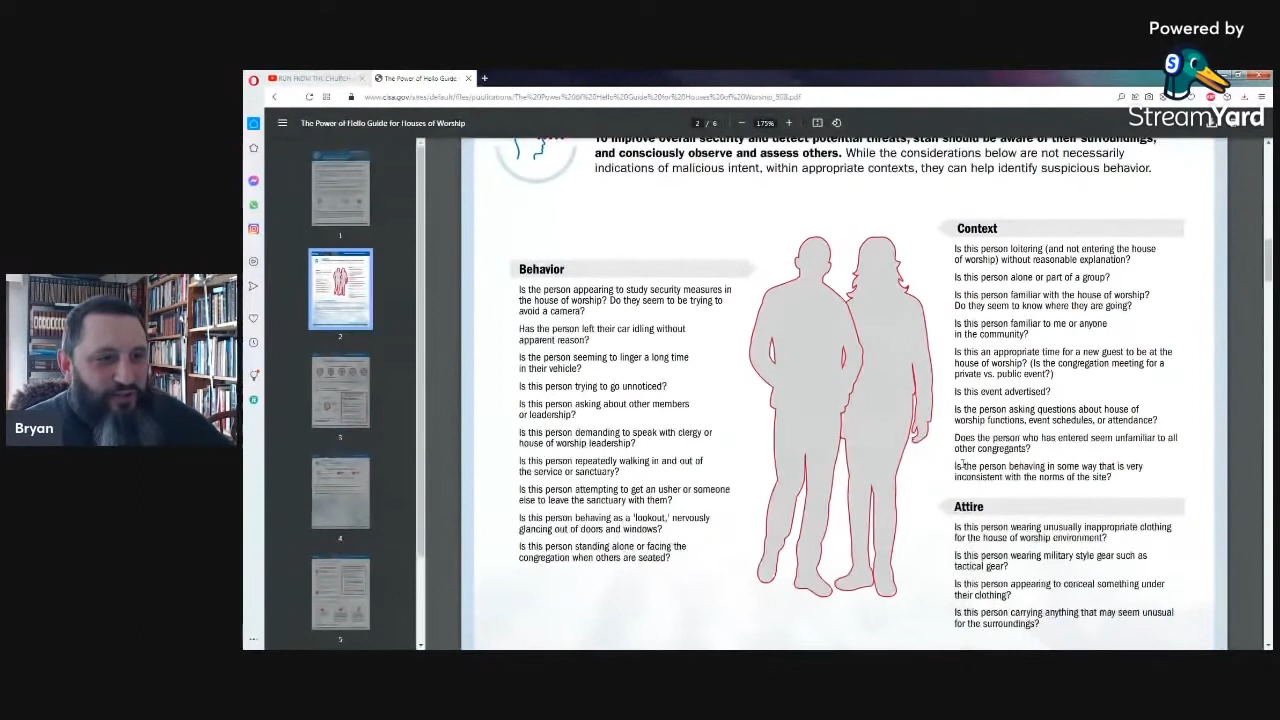 Powered by
StreamYard
RUN FROM THE CHURCH
The Power of Hello Guide
2 / 6
175%
The Power of Hello Guide for Houses of Worship
To improve overall security and detect potential threats, staff should be aware of their surroundings,
and consciously observe and assess others. While the considerations below are not necessarily
indications of malicious intent, within appropriate contexts, they can help identify suspicious behavior.
Behavior
Is the person appearing to study security measures in
the house of worship? Do they seem to be trying to
avoid a camera?
Has the person left their car idling without
apparent reason?
Is the person seeming to linger a long time
in their vehicle?
Is this person trying to go unnoticed?
Is this person asking about other members
or leadership?
Is this person demanding to speak with clergy or
house of worship leadership?
Is this person repeatedly walking in and out of
the service or sanctuary?
Is this person attempting to get an usher or someone
else to leave the sanctuary with them?
Is this person behaving as a 'lookout,' nervously
glancing out of doors and windows?
Is this person standing alone or facing the
congregation when others are seated?
Context
Is this person loitering (and not entering the house
of worship) without reasonable explanation?
Is this person alone or part of a group?
Is this person familiar with the house of worship?
Do they seem to know where they are going?
Is this person familiar to me or anyone
in the community?
Is this an appropriate time for a new guest to be at the
house of worship? (Is the congregation meeting for a
private vs. public event?)
Is this event advertised?
Is the person asking questions about house of
worship functions, event schedules, or attendance?
Does the person who has entered seem unfamiliar to all
other congregants?
Is the person behaving in some way that is very
inconsistent with the norms of the site?
Attire
Is this person wearing unusually inappropriate clothing
for the house of worship environment?
Is this person wearing military style gear such as
tactical gear?
Is this person appearing to conceal something under
their clothing?
Is this person carrying anything that may seem unusual
for the surroundings?
1
2
3
4
5
Bryan